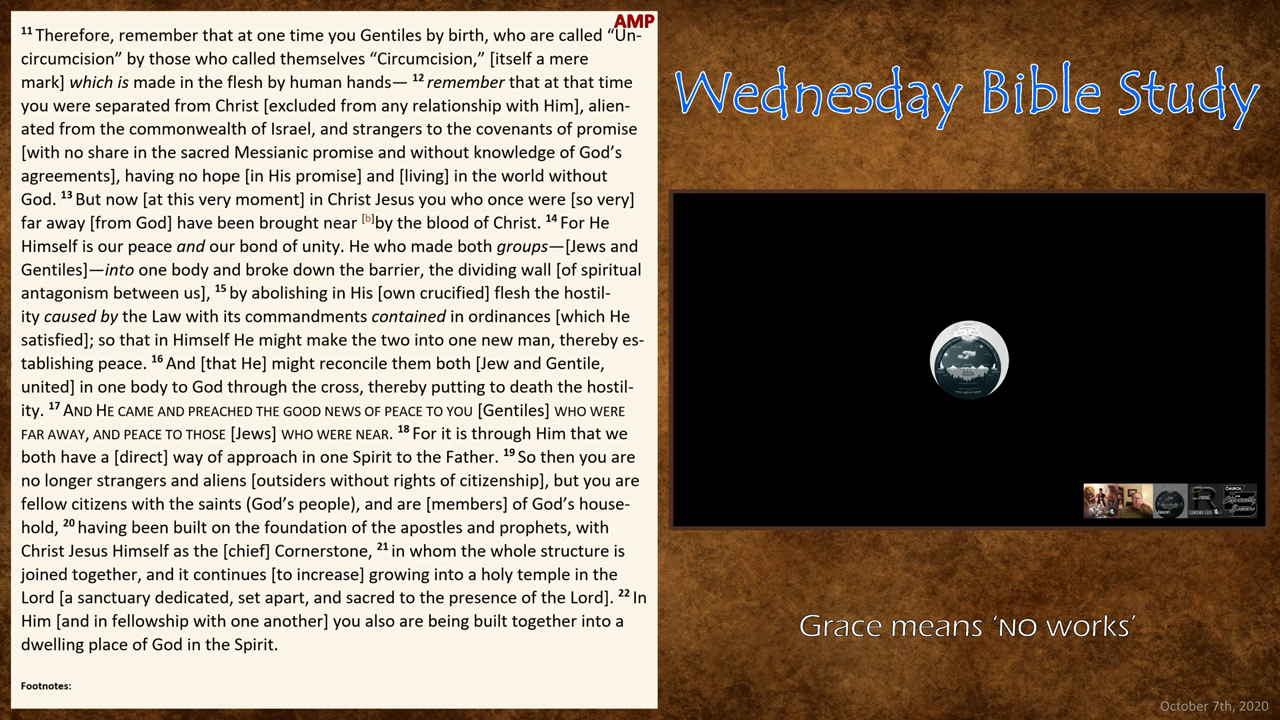 AMP
11 Therefore, remember that at one time you Gentiles by birth, who are called “Un-
circumcision” by those who called themselves “Circumcision,” [itself a mere
mark] which is made in the flesh by human hands— 12 remember that at that time
you were separated from Christ [excluded from any relationship with Him], alien-
ated from the commonwealth of Israel, and strangers to the covenants of promise
[with no share in the sacred Messianic promise and without knowledge of God’s
agreements], having no hope [in His promise] and [living] in the world without
God. 13 But now [at this very moment] in Christ Jesus you who once were [so very]
far away [from God] have been brought near [b]by the blood of Christ. 14 For He
Himself is our peace and our bond of unity. He who made both groups—[Jews and
Gentiles]—into one body and broke down the barrier, the dividing wall [of spiritual
antagonism between us], 15 by abolishing in His [own crucified] flesh the hostil-
ity caused by the Law with its commandments contained in ordinances [which He
satisfied]; so that in Himself He might make the two into one new man, thereby es-
tablishing peace. 16 And [that He] might reconcile them both [Jew and Gentile,
united] in one body to God through the cross, thereby putting to death the hostil-
ity. 17 AND HE CAME AND PREACHED THE GOOD NEWS OF PEACE TO YOU [Gentiles] WHO WERE
FAR AWAY, AND PEACE TO THOSE [Jews] WHO WERE NEAR. 18 For it is through Him that we
both have a [direct] way of approach in one Spirit to the Father. 19 So then you are
no longer strangers and aliens [outsiders without rights of citizenship], but you are
fellow citizens with the saints (God’s people), and are [members] of God’s house-
hold, 20 having been built on the foundation of the apostles and prophets, with
Christ Jesus Himself as the [chief] Cornerstone, 21 in whom the whole structure is
joined together, and it continues [to increase] growing into a holy temple in the
Lord [a sanctuary dedicated, set apart, and sacred to the presence of the Lord]. 22 In
Him [and in fellowship with one another] you also are being built together into a
dwelling place of God in the Spirit.
Footnotes:
Wednesday Bible Study
Grace means ‘NO works’
October 7th, 2020